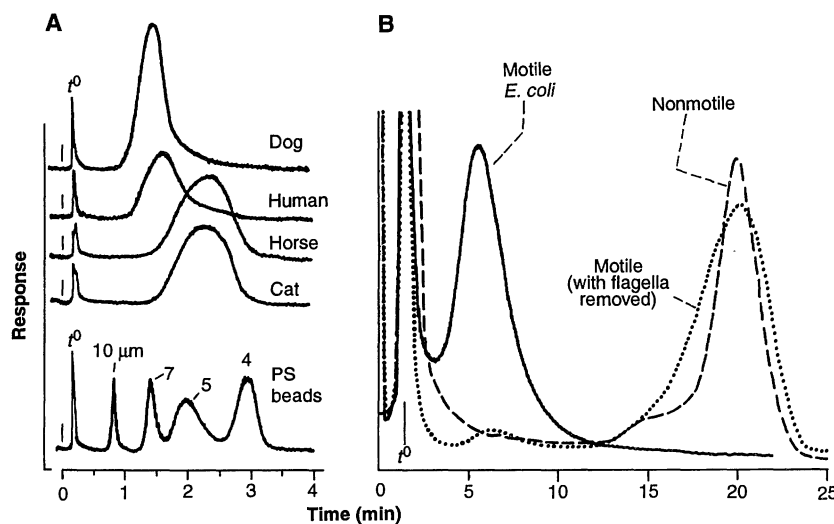 A
t⁰
Dog
Human
Horse
Cat
Response
t⁰
10 μm
7
5
4
PS
beads
0
1
2
3
4
B
Motile
E. coli
Nonmotile
Motile
(with flagella
removed)
t⁰
0
5
10
15
20
25
Time (min)